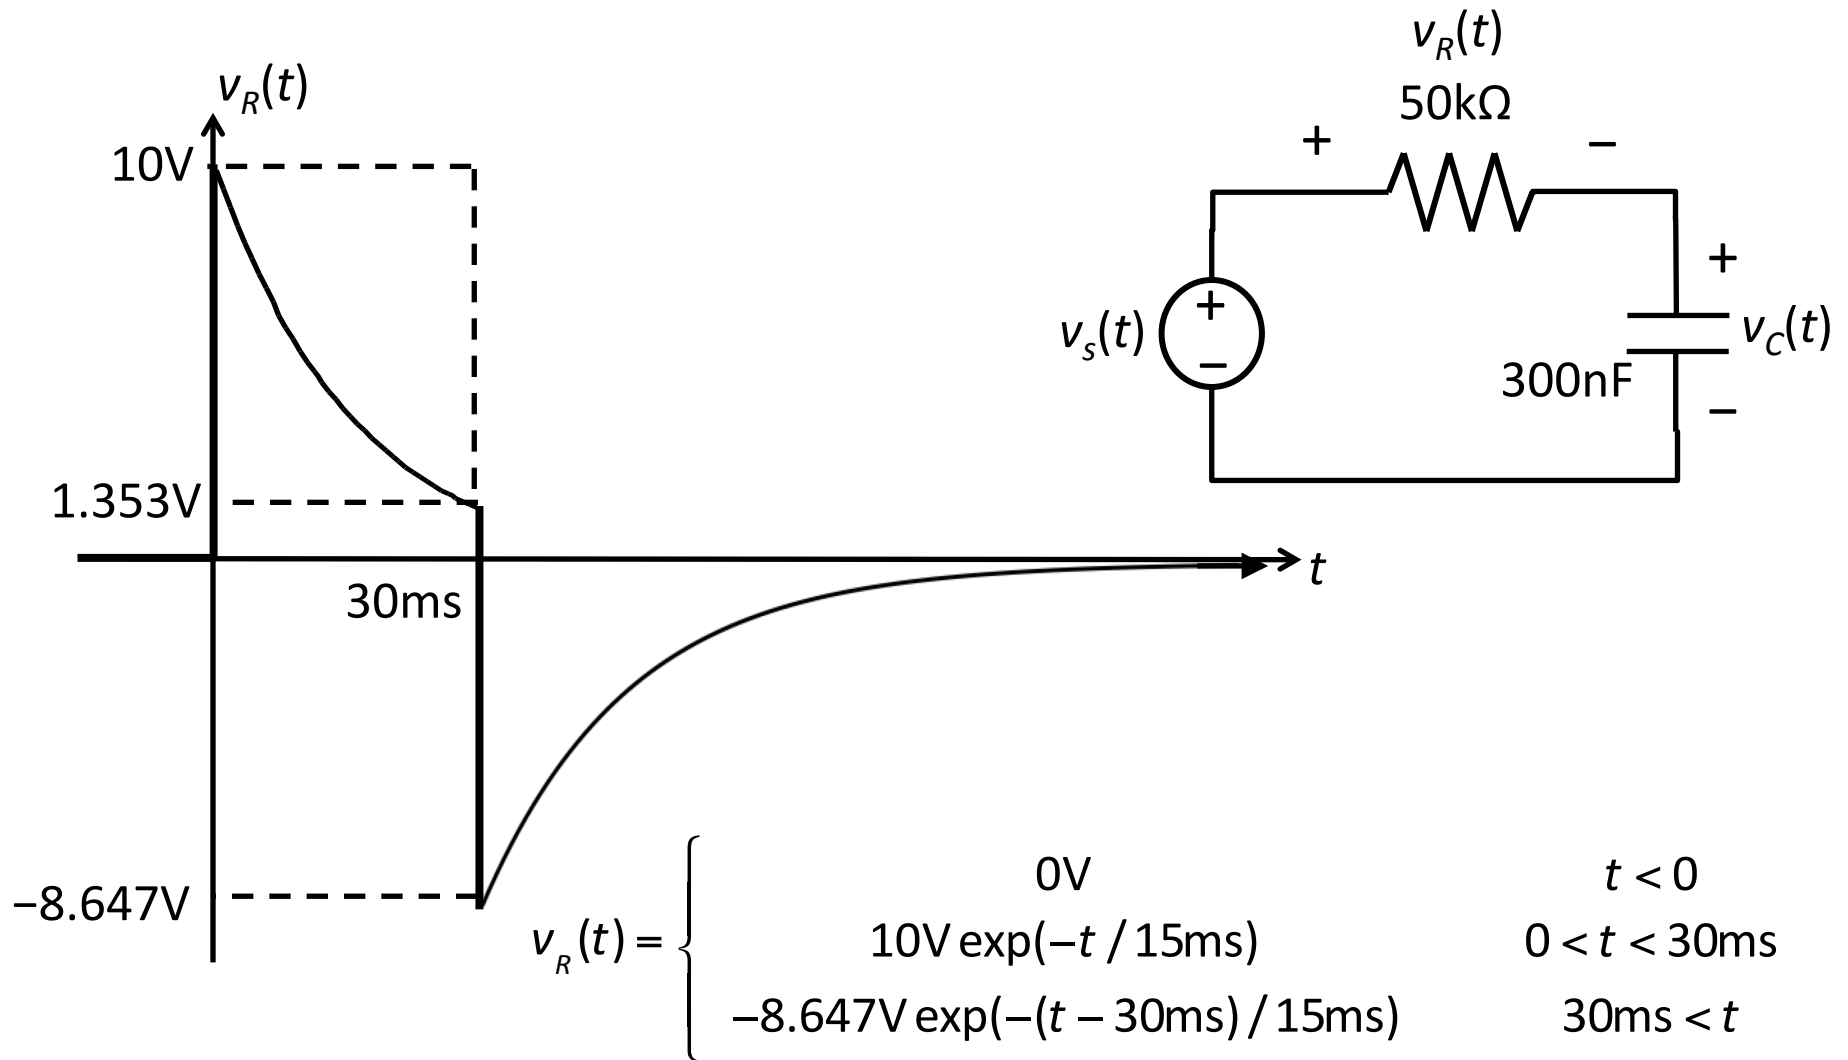 v_R(t)
10V
1.353V
30ms
t
−8.647V
v_R(t)
50kΩ
+ −
v_s(t)
+
−
+
v_C(t)
300nF
−
v_R(t) = {
0V t < 0
10V exp(−t / 15ms) 0 < t < 30ms
−8.647V exp(−(t − 30ms) / 15ms) 30ms < t